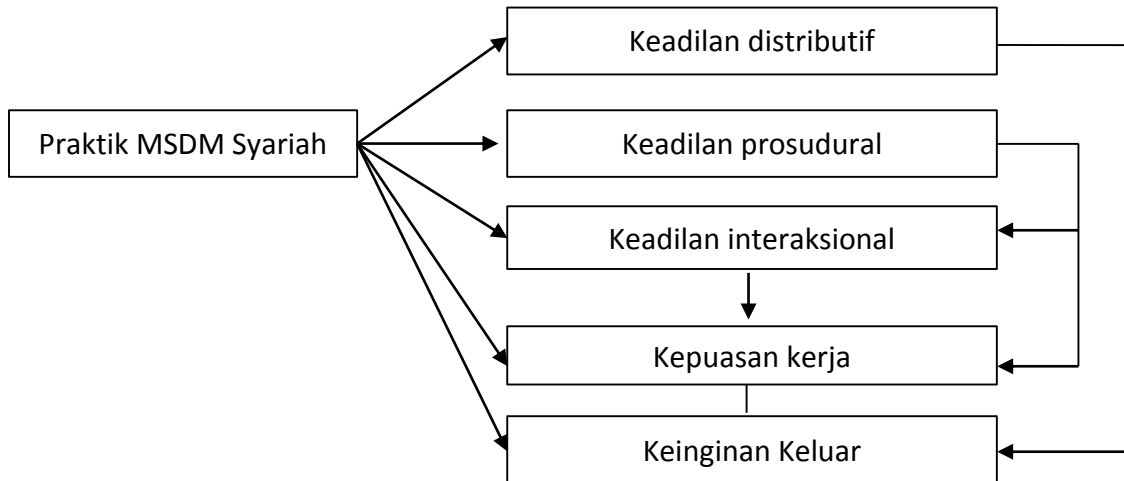 Keadilan distributif
Praktik MSDM Syariah
Keadilan prosudural
Keadilan interaksional
Kepuasan kerja
Keinginan Keluar